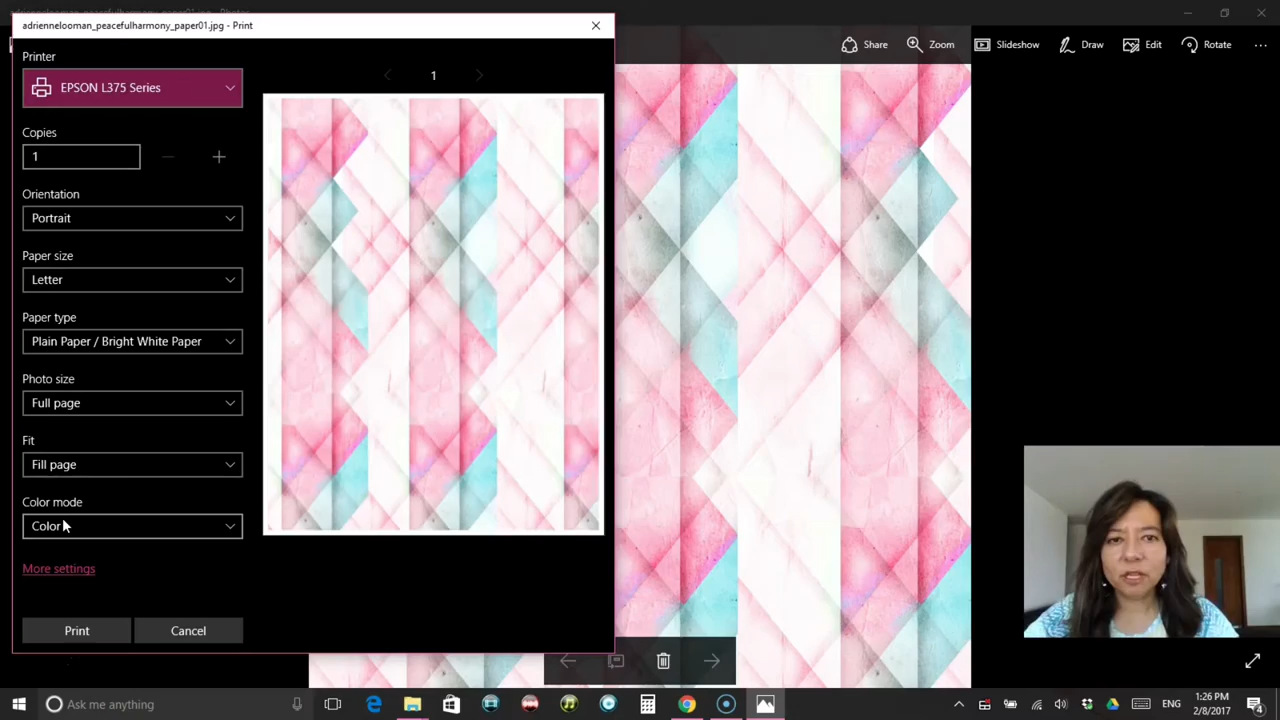 adriennelooman_peacefulharmony_paper01.jpg - Print
Printer
EPSON L375 Series
Copies
1
Orientation
Portrait
Paper size
Letter
Paper type
Plain Paper / Bright White Paper
Photo size
Full page
Fit
Fill page
Color mode
Color
More settings
Print
Cancel
1
Share
Zoom
Slideshow
Draw
Edit
Rotate
Ask me anything
ENG
1:26 PM
2/8/2017
4